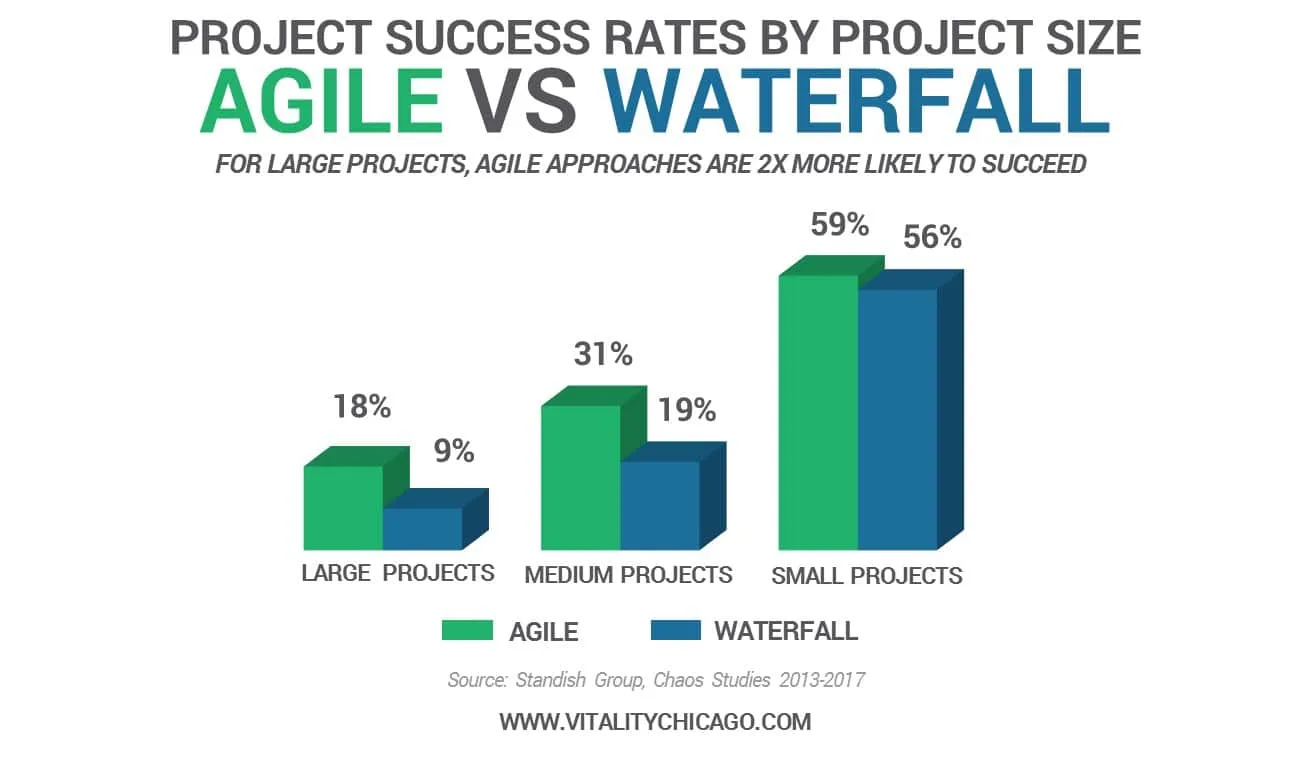 PROJECT SUCCESS RATES BY PROJECT SIZE
AGILE VS WATERFALL
FOR LARGE PROJECTS, AGILE APPROACHES ARE 2X MORE LIKELY TO SUCCEED
59%
56%
31%
19%
18%
9%
LARGE PROJECTS
MEDIUM PROJECTS
SMALL PROJECTS
AGILE
WATERFALL
Source: Standish Group, Chaos Studies 2013-2017
WWW.VITALITYCHICAGO.COM